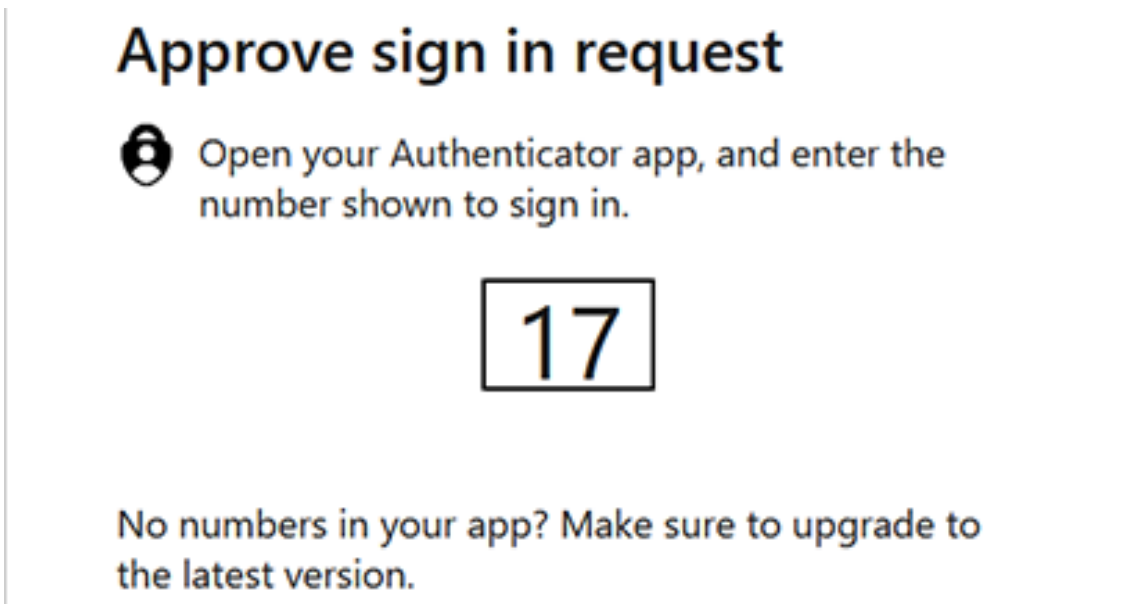 Approve sign in request
Open your Authenticator app, and enter the
number shown to sign in.
17
No numbers in your app? Make sure to upgrade to
the latest version.